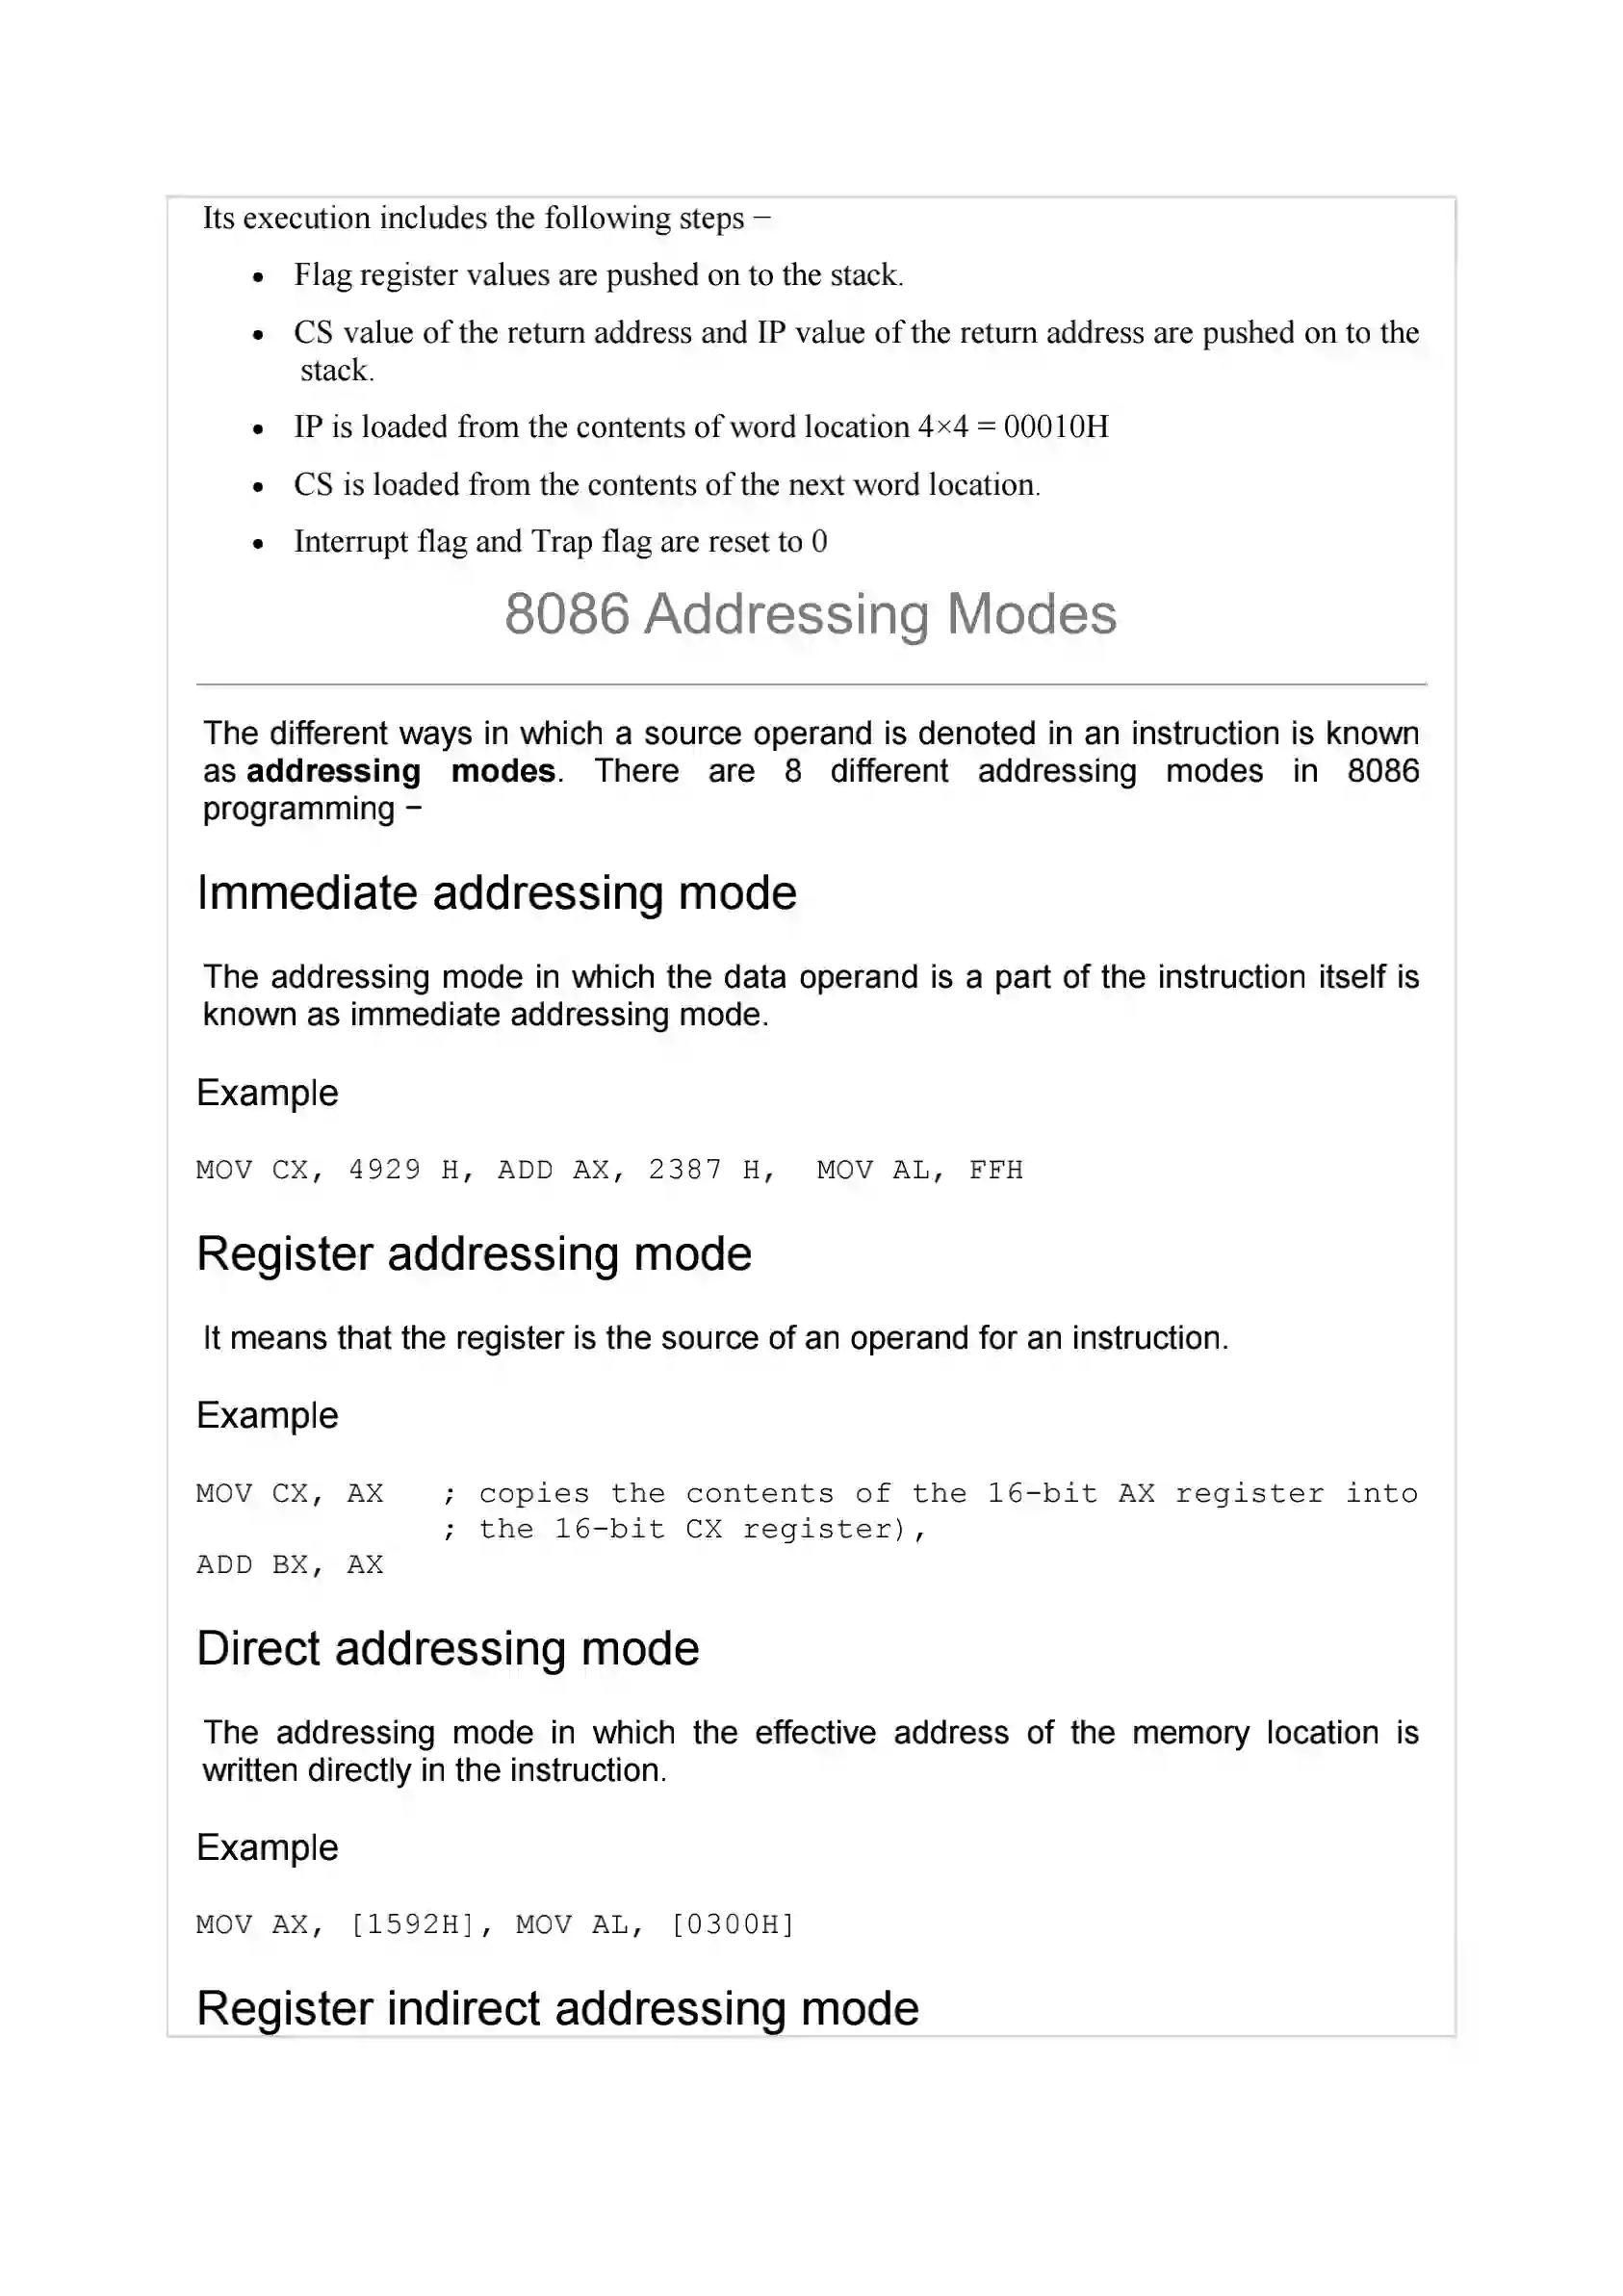 Its execution includes the following steps −
• Flag register values are pushed on to the stack.
• CS value of the return address and IP value of the return address are pushed on to the
stack.
• IP is loaded from the contents of word location 4×4 = 00010H
• CS is loaded from the contents of the next word location.
• Interrupt flag and Trap flag are reset to 0
8086 Addressing Modes
The different ways in which a source operand is denoted in an instruction is known
as addressing modes. There are 8 different addressing modes in 8086
programming −
Immediate addressing mode
The addressing mode in which the data operand is a part of the instruction itself is
known as immediate addressing mode.
Example
MOV CX, 4929 H, ADD AX, 2387 H,  MOV AL, FFH
Register addressing mode
It means that the register is the source of an operand for an instruction.
Example
MOV CX, AX   ; copies the contents of the 16-bit AX register into
             ; the 16-bit CX register),
ADD BX, AX
Direct addressing mode
The addressing mode in which the effective address of the memory location is
written directly in the instruction.
Example
MOV AX, [1592H], MOV AL, [0300H]
Register indirect addressing mode